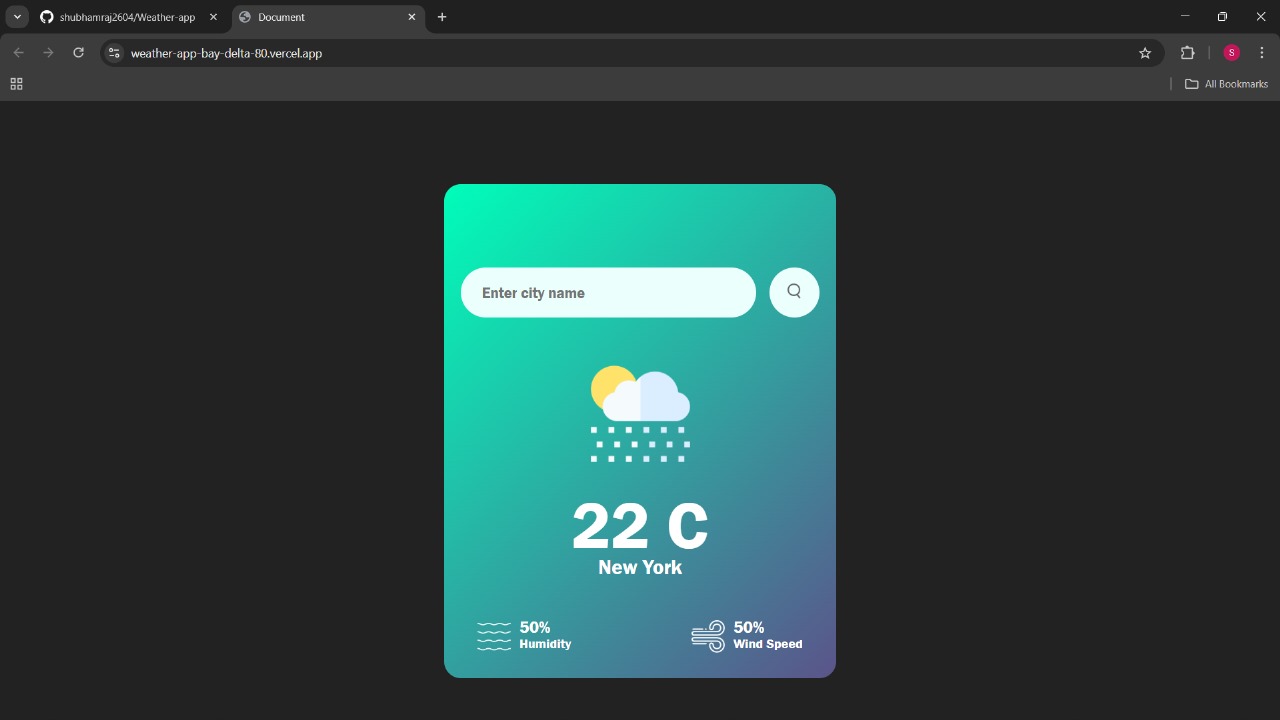 shubhamraj2604/Weather-app
Document
weather-app-bay-delta-80.vercel.app
S
All Bookmarks
Enter city name
22 C
New York
50%
Humidity
50%
Wind Speed